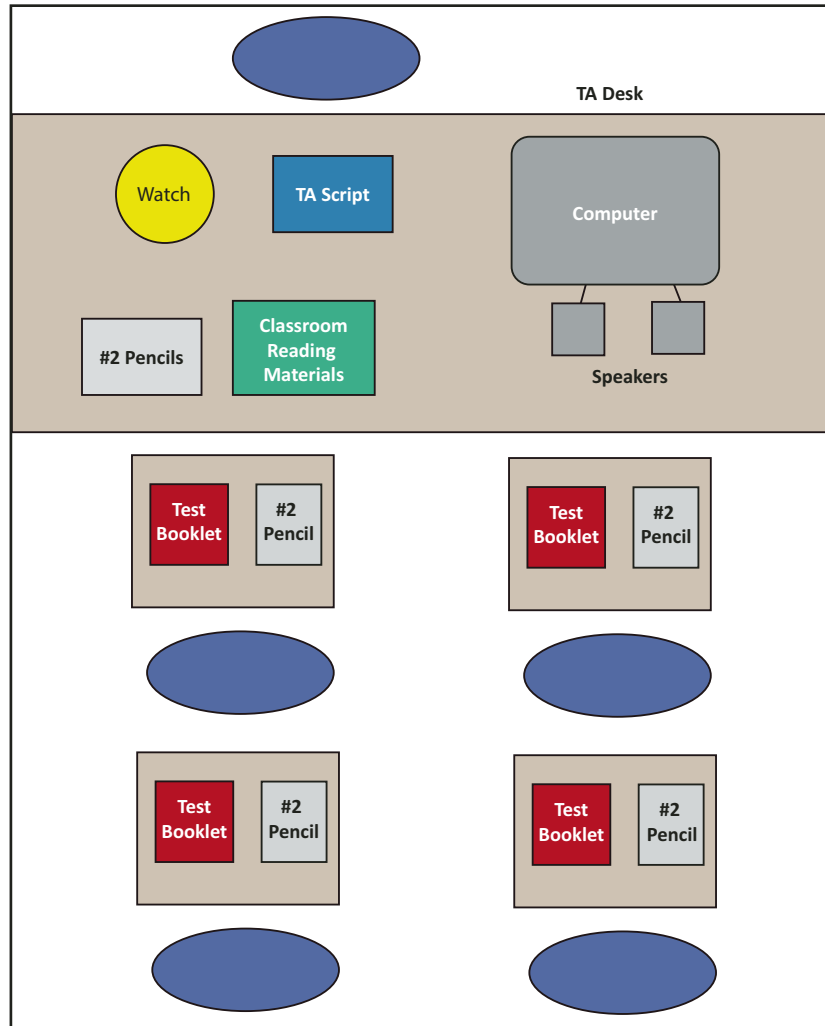 TA Desk
Watch
TA Script
Computer
#2 Pencils
Classroom
Reading
Materials
Speakers
Test
Booklet
#2
Pencil
Test
Booklet
#2
Pencil
Test
Booklet
#2
Pencil
Test
Booklet
#2
Pencil